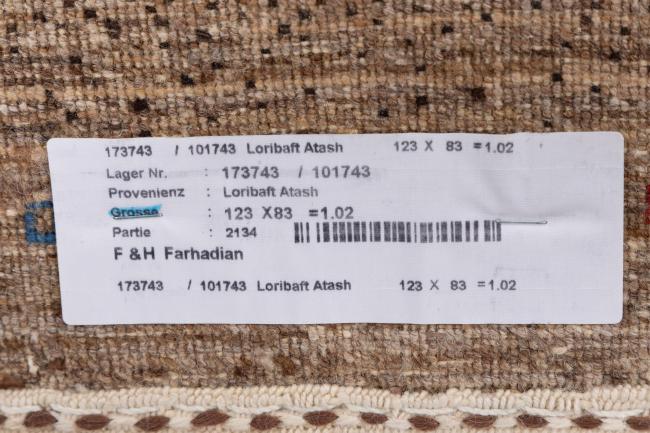 173743 / 101743 Loribaft Atash 123 X 83 =1.02
Lager Nr. : 173743 / 101743
Provenienz : Loribaft Atash
Grosse : 123 X83 =1.02
Partie : 2134
F &H Farhadian
173743 / 101743 Loribaft Atash 123 X 83 =1.02